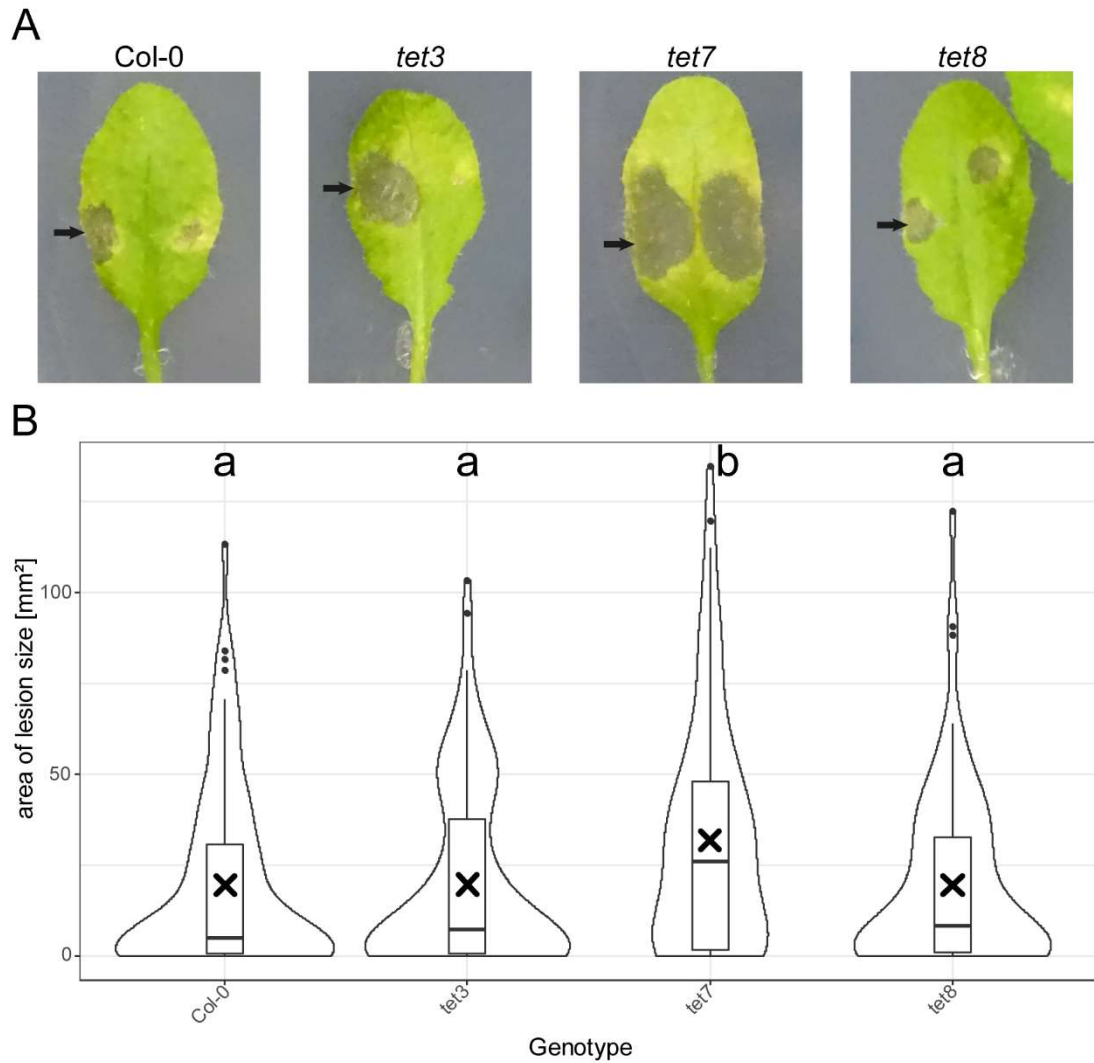 A
Col-0 tet3 tet7 tet8
B
a a b a
area of lesion size [mm²]
100
50
0
Col-0 tet3 tet7 tet8
Genotype